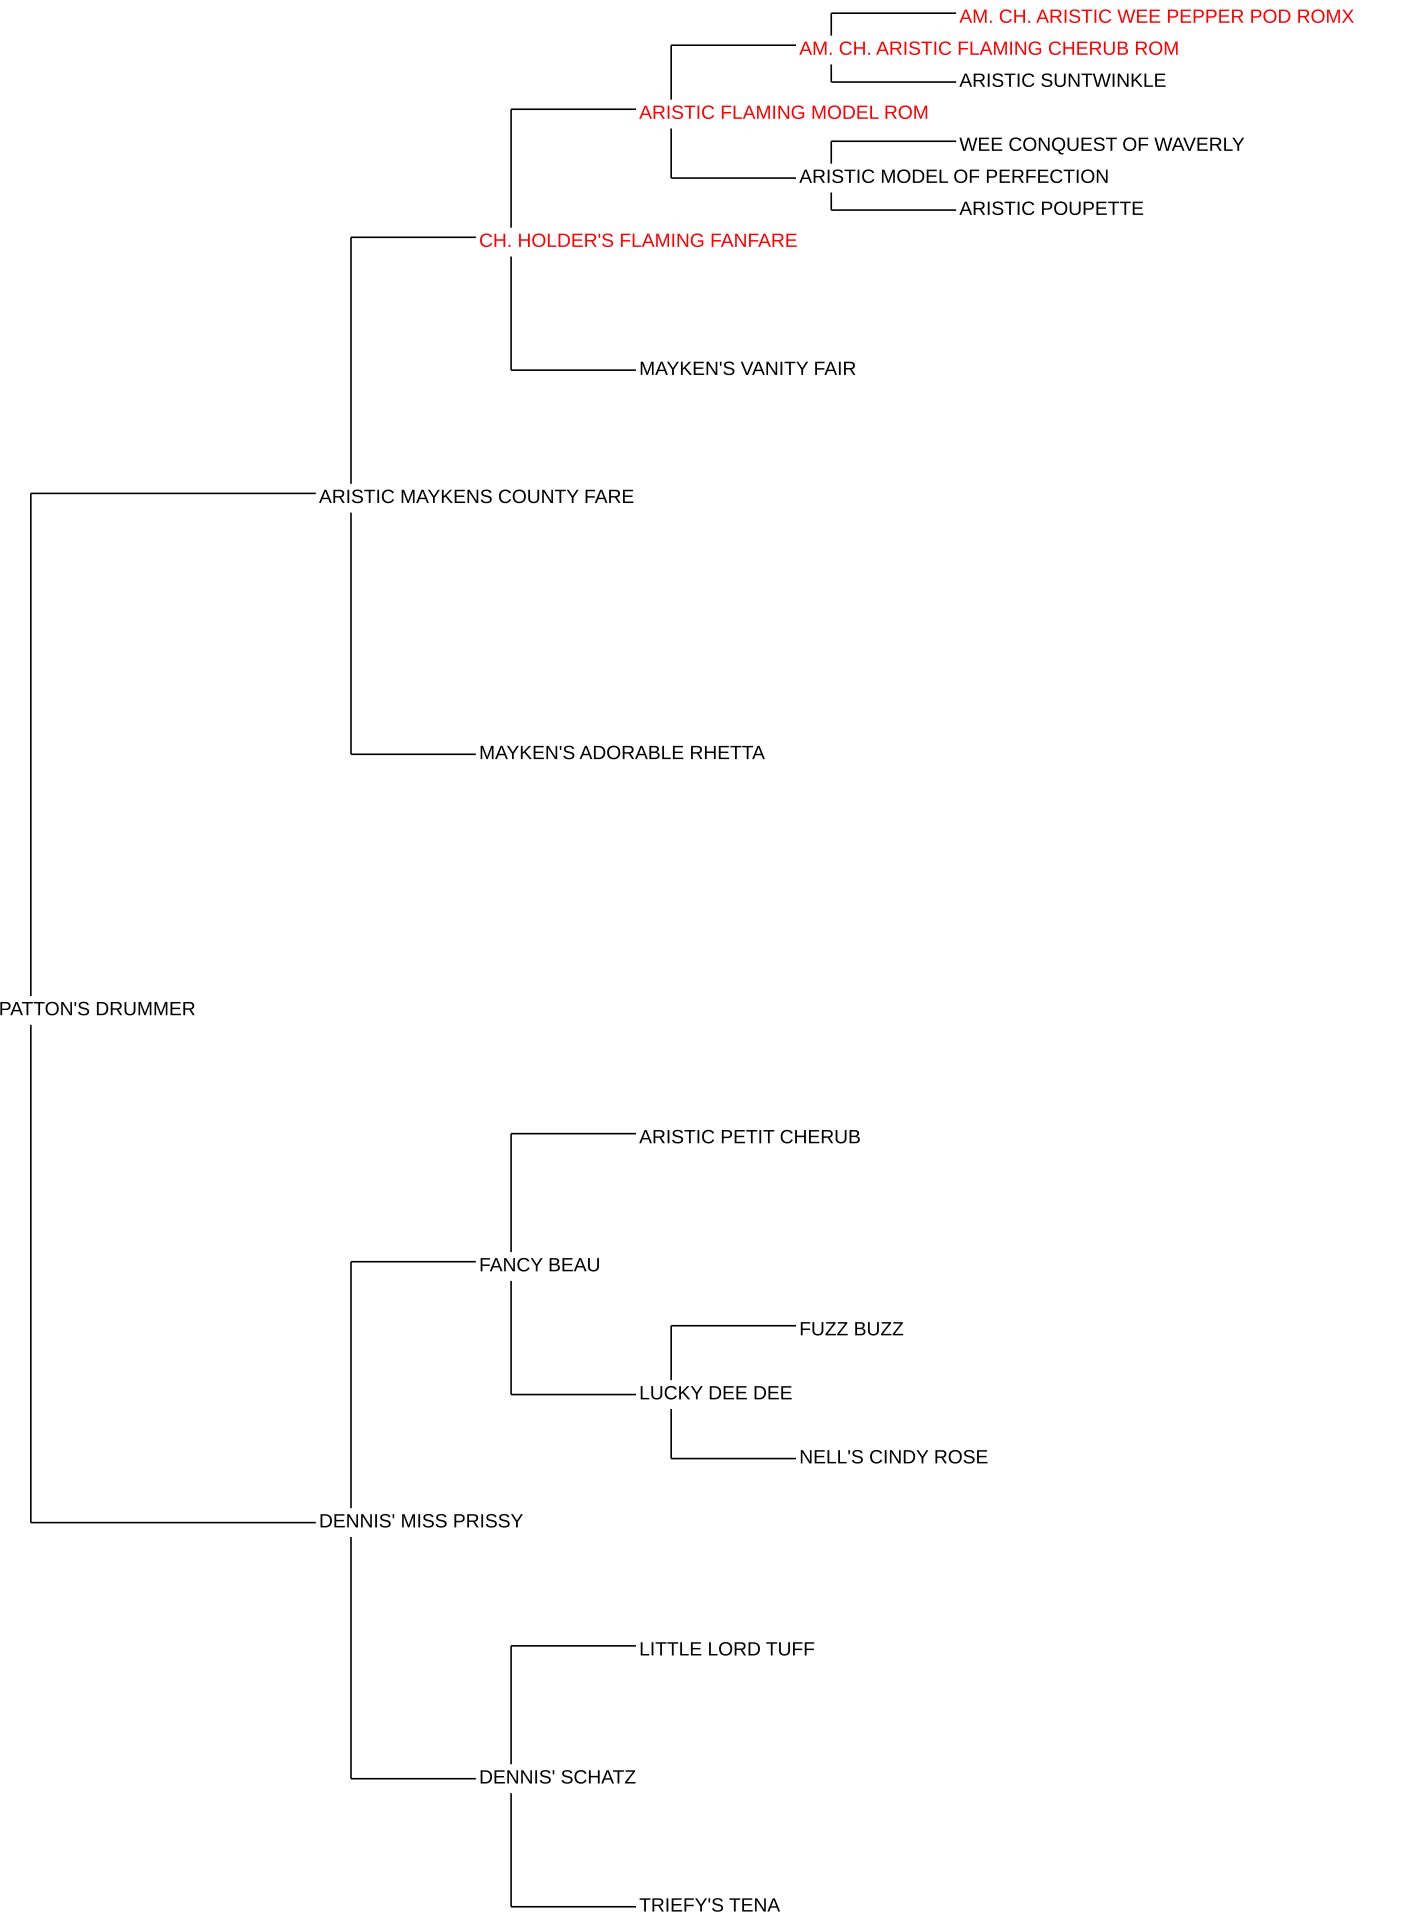 AM. CH. ARISTIC WEE PEPPER POD ROMX
AM. CH. ARISTIC FLAMING CHERUB ROM
ARISTIC SUNTWINKLE
ARISTIC FLAMING MODEL ROM
WEE CONQUEST OF WAVERLY
ARISTIC MODEL OF PERFECTION
ARISTIC POUPETTE
CH. HOLDER'S FLAMING FANFARE
MAYKEN'S VANITY FAIR
ARISTIC MAYKENS COUNTY FARE
MAYKEN'S ADORABLE RHETTA
PATTON'S DRUMMER
ARISTIC PETIT CHERUB
FANCY BEAU
FUZZ BUZZ
LUCKY DEE DEE
NELL'S CINDY ROSE
DENNIS' MISS PRISSY
LITTLE LORD TUFF
DENNIS' SCHATZ
TRIEFY'S TENA